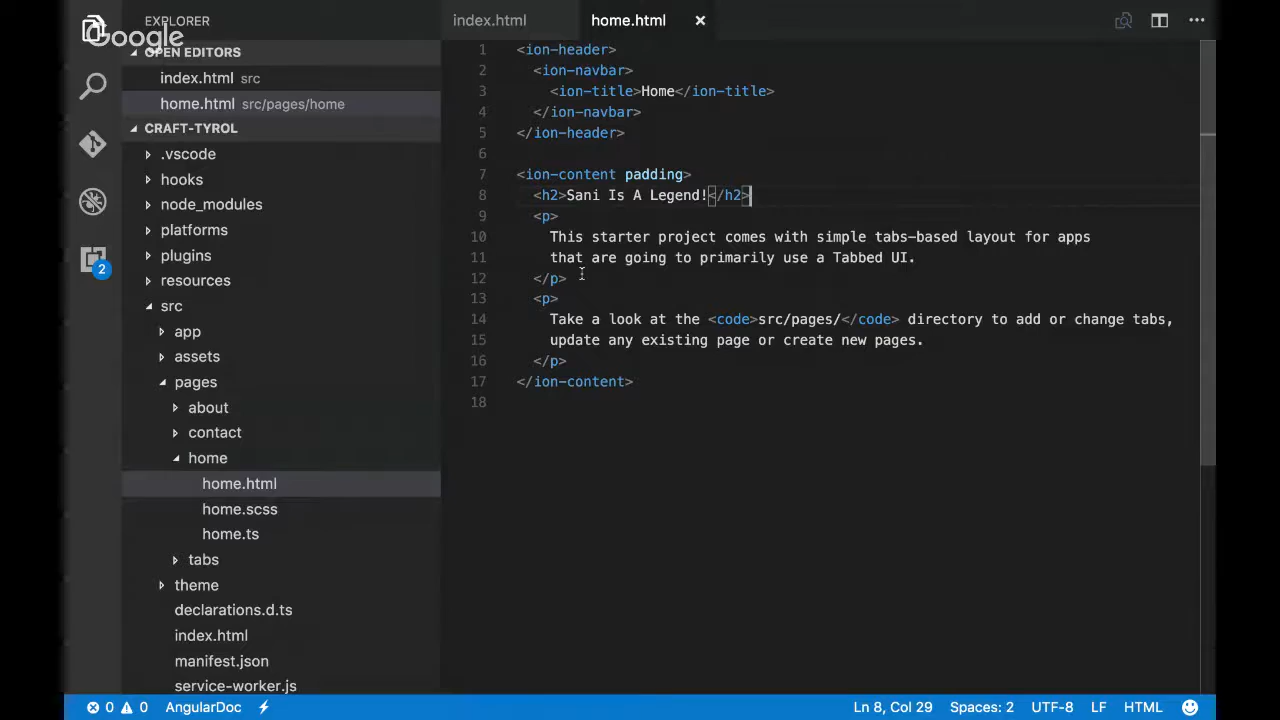 Google
EXPLORER
OPEN EDITORS
index.html src
home.html src/pages/home
CRAFT-TYROL
.vscode
hooks
node_modules
platforms
plugins
resources
src
app
assets
pages
about
contact
home
home.html
home.scss
home.ts
tabs
theme
declarations.d.ts
index.html
manifest.json
service-worker.js
2
index.html home.html
1 <ion-header>
2 <ion-navbar>
3 <ion-title>Home</ion-title>
4 </ion-navbar>
5 </ion-header>
6
7 <ion-content padding>
8 <h2>Sani Is A Legend!</h2>
9 <p>
10 This starter project comes with simple tabs-based layout for apps
11 that are going to primarily use a Tabbed UI.
12 </p>
13 <p>
14 Take a look at the <code>src/pages/</code> directory to add or change tabs,
15 update any existing page or create new pages.
16 </p>
17 </ion-content>
18
0 0 AngularDoc Ln 8, Col 29 Spaces: 2 UTF-8 LF HTML